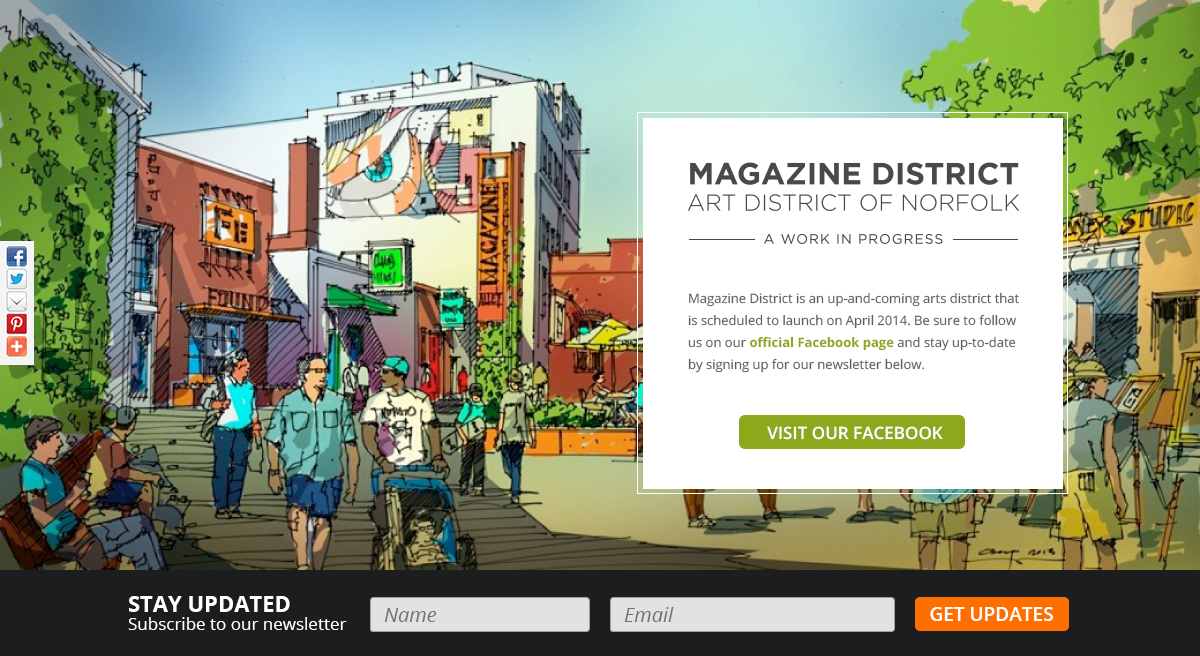 MAGAZINE
ALLEY
FOUNDRY
MAGAZINE DISTRICT
ART DISTRICT OF NORFOLK
A WORK IN PROGRESS
Magazine District is an up-and-coming arts district that
is scheduled to launch on April 2014. Be sure to follow
us on our official Facebook page and stay up-to-date
by signing up for our newsletter below.
VISIT OUR FACEBOOK
STUDIO
2013
STAY UPDATED
Subscribe to our newsletter
Name
Email
GET UPDATES